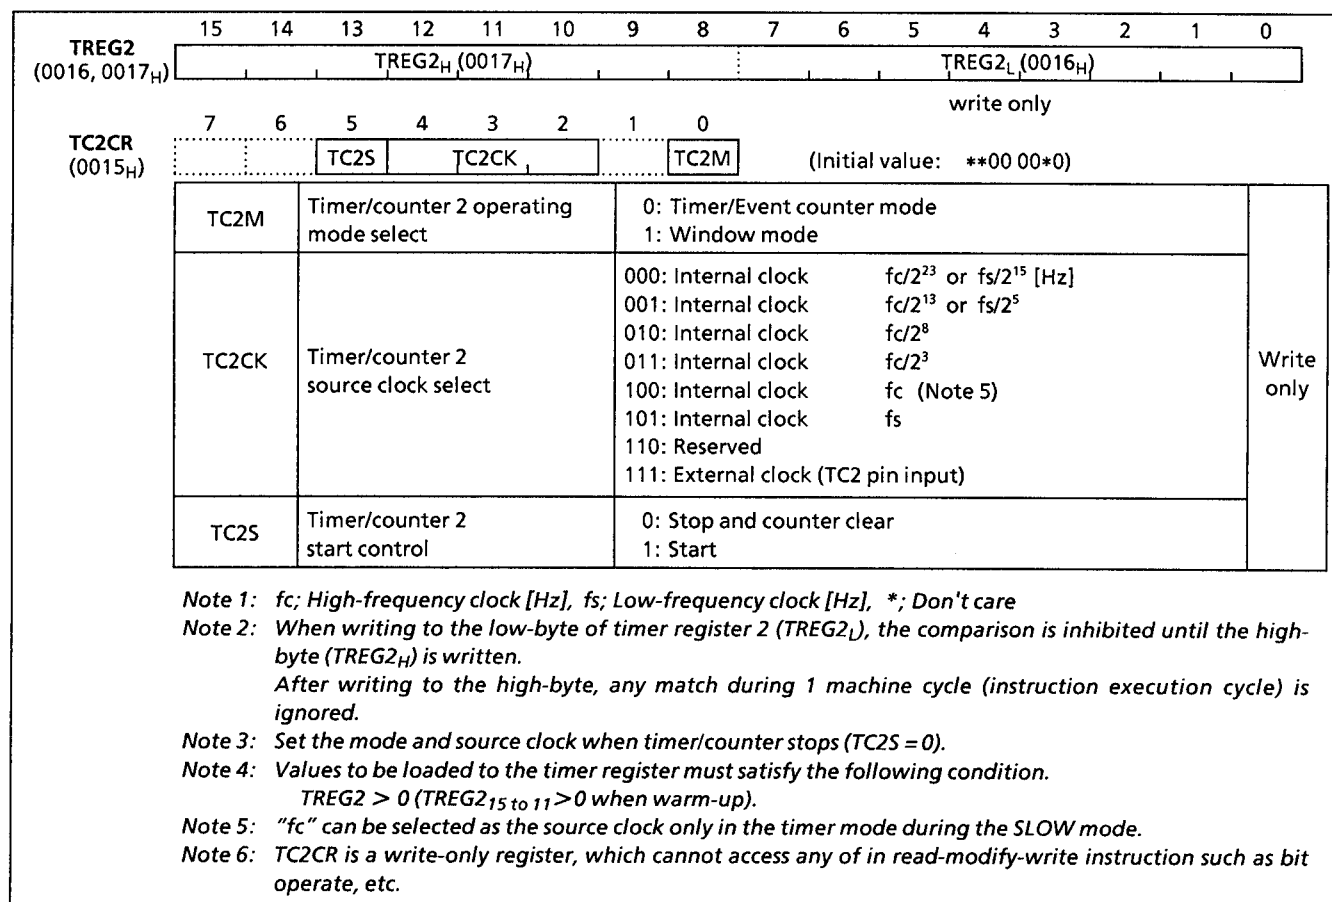 15 14 13 12 11 10 9 8 7 6 5 4 3 2 1 0
TREG2
(0016, 0017H) TREG2H (0017H) TREG2L (0016H)
write only
7 6 5 4 3 2 1 0
TC2CR
(0015H) TC2S TC2CK TC2M (Initial value: **00 00*0)
TC2M Timer/counter 2 operating mode select
0: Timer/Event counter mode
1: Window mode
TC2CK Timer/counter 2 source clock select
000: Internal clock fc/2²³ or fs/2¹⁵ [Hz]
001: Internal clock fc/2¹³ or fs/2⁵
010: Internal clock fc/2⁸
011: Internal clock fc/2³
100: Internal clock fc (Note 5)
101: Internal clock fs
110: Reserved
111: External clock (TC2 pin input)
TC2S Timer/counter 2 start control
0: Stop and counter clear
1: Start
Write only
Note 1: fc; High-frequency clock [Hz], fs; Low-frequency clock [Hz], *; Don't care
Note 2: When writing to the low-byte of timer register 2 (TREG2L), the comparison is inhibited until the high-
byte (TREG2H) is written.
After writing to the high-byte, any match during 1 machine cycle (instruction execution cycle) is
ignored.
Note 3: Set the mode and source clock when timer/counter stops (TC2S = 0).
Note 4: Values to be loaded to the timer register must satisfy the following condition.
TREG2 > 0 (TREG2 15 to 11 > 0 when warm-up).
Note 5: "fc" can be selected as the source clock only in the timer mode during the SLOW mode.
Note 6: TC2CR is a write-only register, which cannot access any of in read-modify-write instruction such as bit
operate, etc.